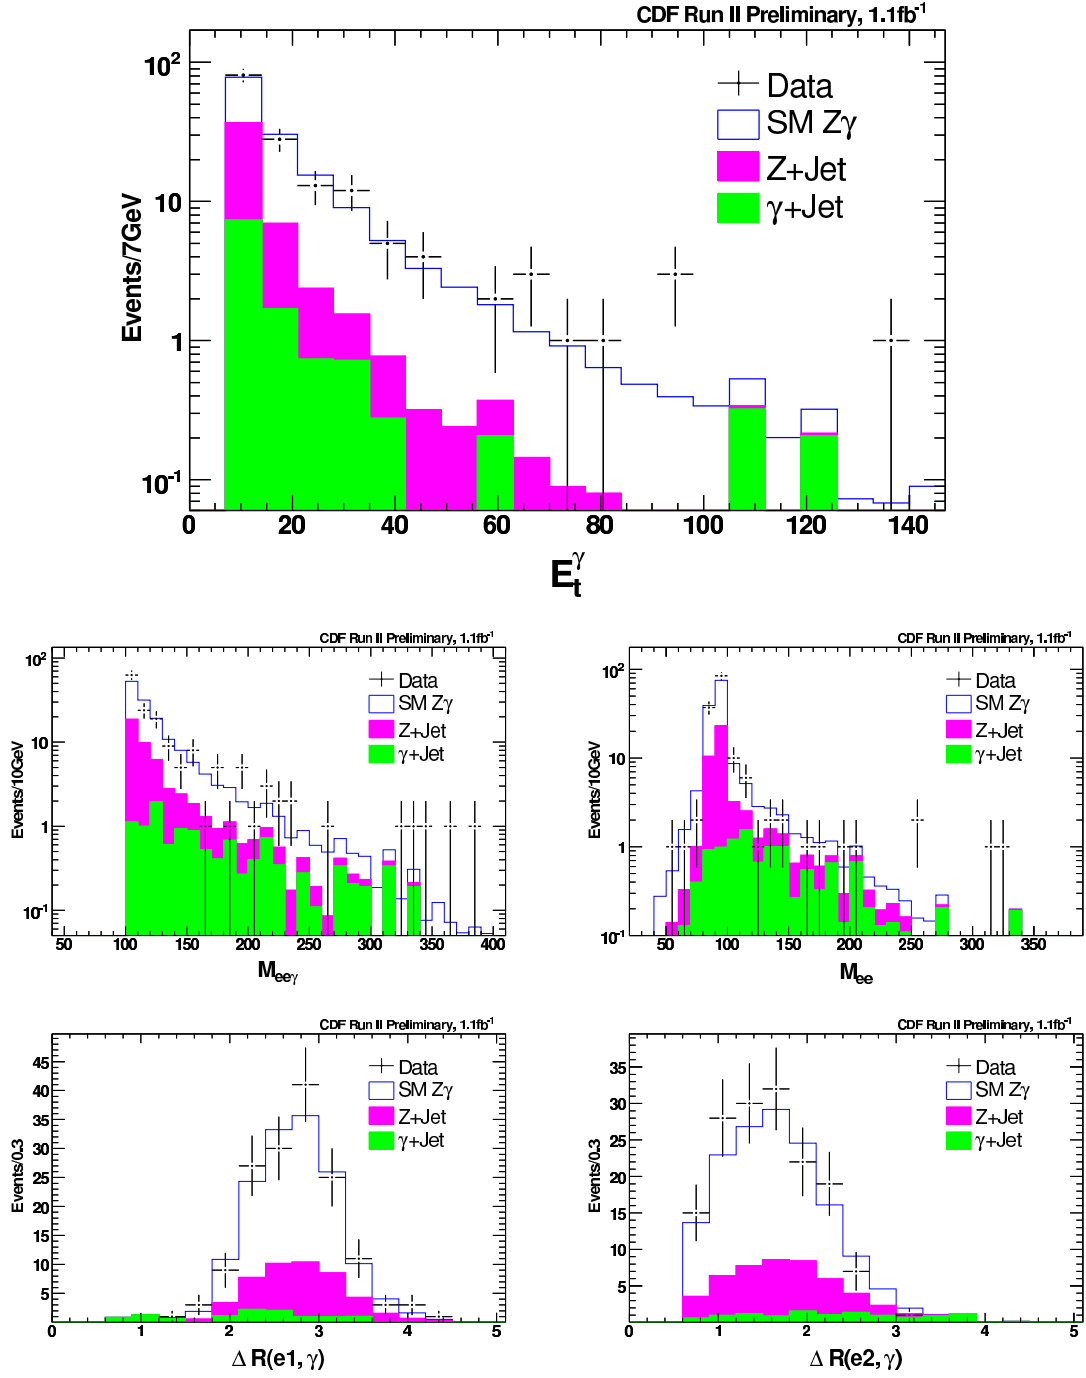 CDF Run II Preliminary, 1.1fb⁻¹
10²
10
1
10⁻¹
Events/7GeV
Data
SM Zγ
Z+Jet
γ+Jet
0 20 40 60 80 100 120 140
E_t^γ
CDF Run II Preliminary, 1.1fb⁻¹
10²
10
1
10⁻¹
Events/10GeV
Data
SM Zγ
Z+Jet
γ+Jet
50 100 150 200 250 300 350 400
M_eeγ
CDF Run II Preliminary, 1.1fb⁻¹
10²
10
1
10⁻¹
Events/10GeV
Data
SM Zγ
Z+Jet
γ+Jet
50 100 150 200 250 300 350
M_ee
CDF Run II Preliminary, 1.1fb⁻¹
45
40
35
30
25
20
15
10
5
Events/0.3
Data
SM Zγ
Z+Jet
γ+Jet
0 1 2 3 4 5
Δ R(e1, γ)
CDF Run II Preliminary, 1.1fb⁻¹
35
30
25
20
15
10
5
Events/0.3
Data
SM Zγ
Z+Jet
γ+Jet
0 1 2 3 4 5
Δ R(e2, γ)